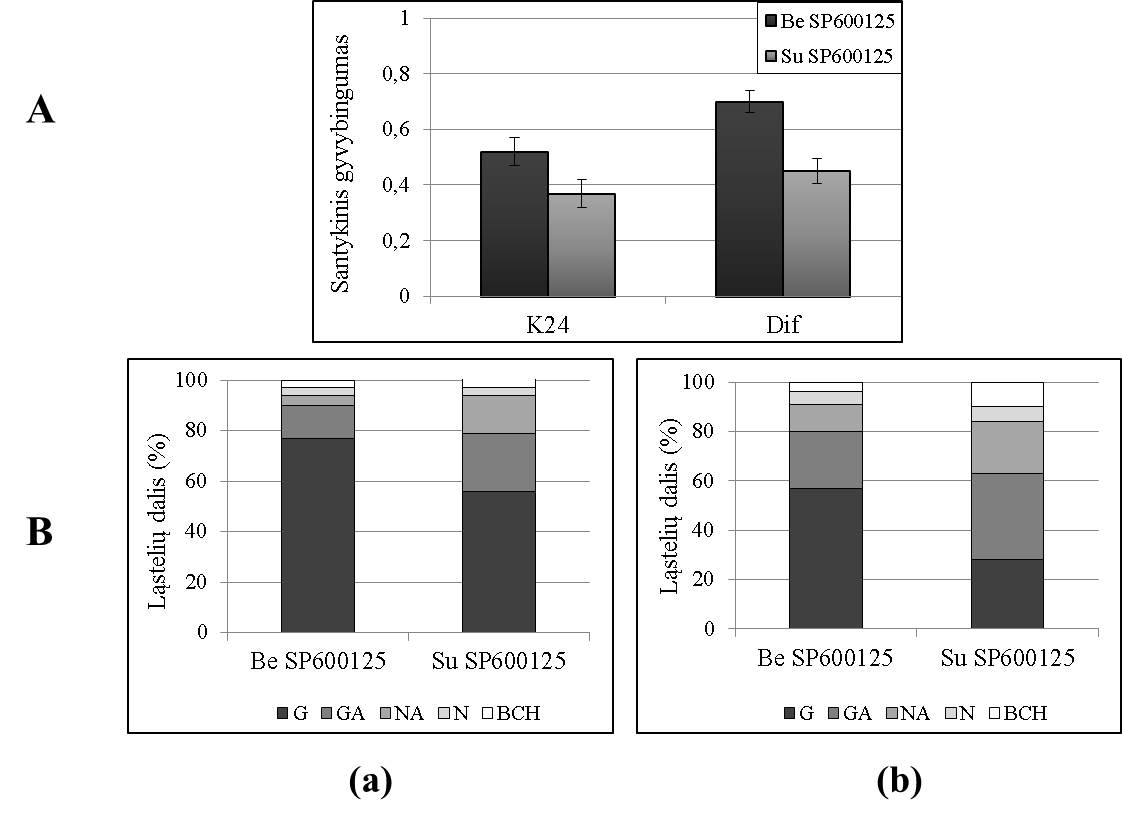 A
Santykinis gyvybingumas
1
0,8
0,6
0,4
0,2
0
Be SP600125
Su SP600125
K24
Dif
B
Ląstelių dalis (%)
100
80
60
40
20
0
Be SP600125
Su SP600125
G GA NA N BCH
(a)
Ląstelių dalis (%)
100
80
60
40
20
0
Be SP600125
Su SP600125
G GA NA N BCH
(b)